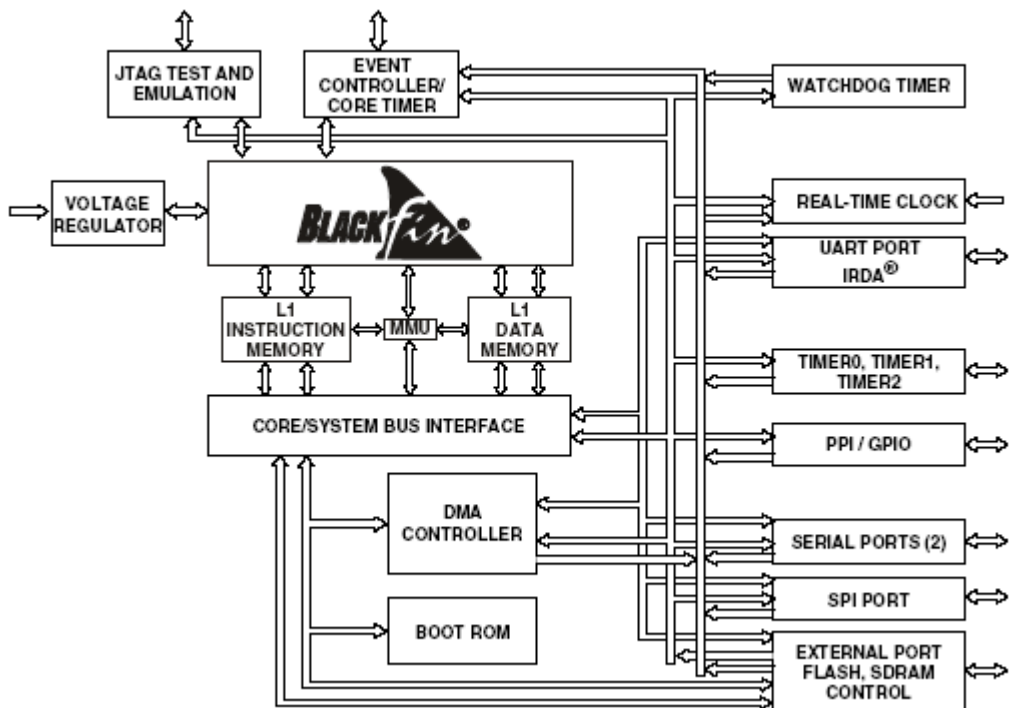 JTAG TEST AND
EMULATION
EVENT
CONTROLLER/
CORE TIMER
WATCHDOG TIMER
VOLTAGE
REGULATOR
BLACKfin®
REAL-TIME CLOCK
UART PORT
IRDA®
L1
INSTRUCTION
MEMORY
MMU
L1
DATA
MEMORY
TIMER0, TIMER1,
TIMER2
CORE/SYSTEM BUS INTERFACE
PPI / GPIO
DMA
CONTROLLER
SERIAL PORTS (2)
SPI PORT
BOOT ROM
EXTERNAL PORT
FLASH, SDRAM
CONTROL